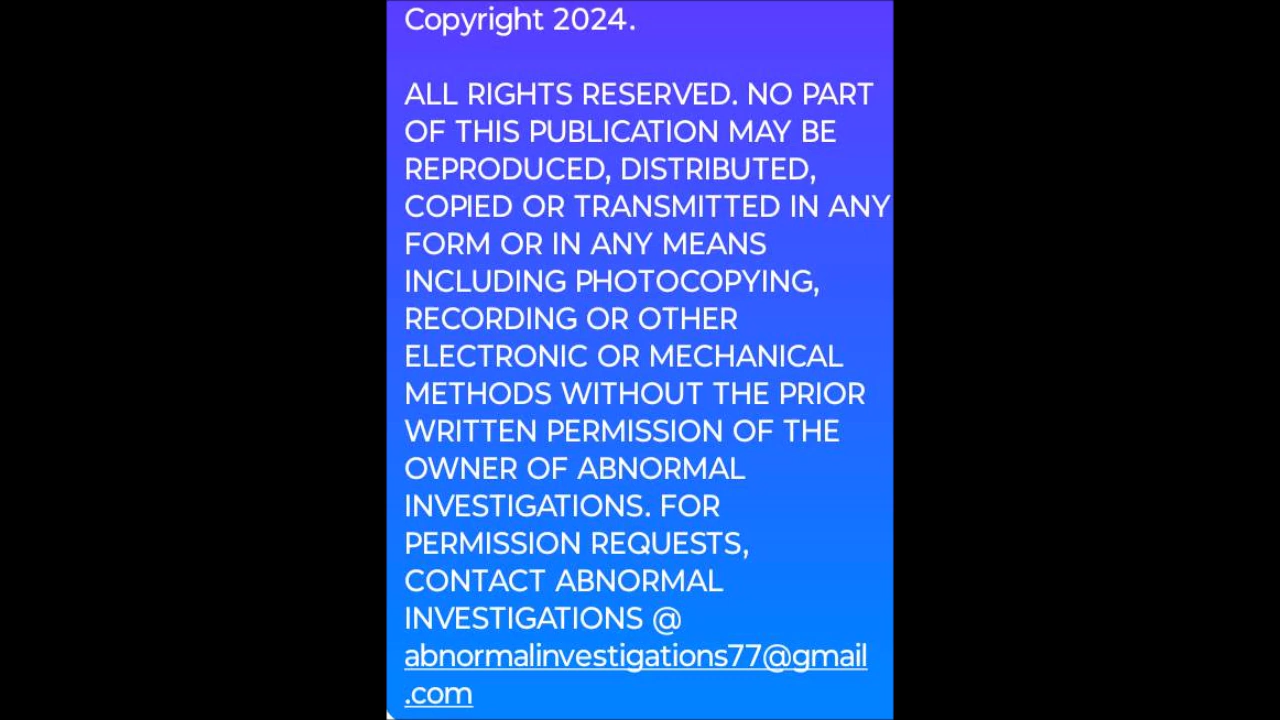 Copyright 2024.
ALL RIGHTS RESERVED. NO PART
OF THIS PUBLICATION MAY BE
REPRODUCED, DISTRIBUTED,
COPIED OR TRANSMITTED IN ANY
FORM OR IN ANY MEANS
INCLUDING PHOTOCOPYING,
RECORDING OR OTHER
ELECTRONIC OR MECHANICAL
METHODS WITHOUT THE PRIOR
WRITTEN PERMISSION OF THE
OWNER OF ABNORMAL
INVESTIGATIONS. FOR
PERMISSION REQUESTS,
CONTACT ABNORMAL
INVESTIGATIONS @
abnormalinvestigations77@gmail
.com